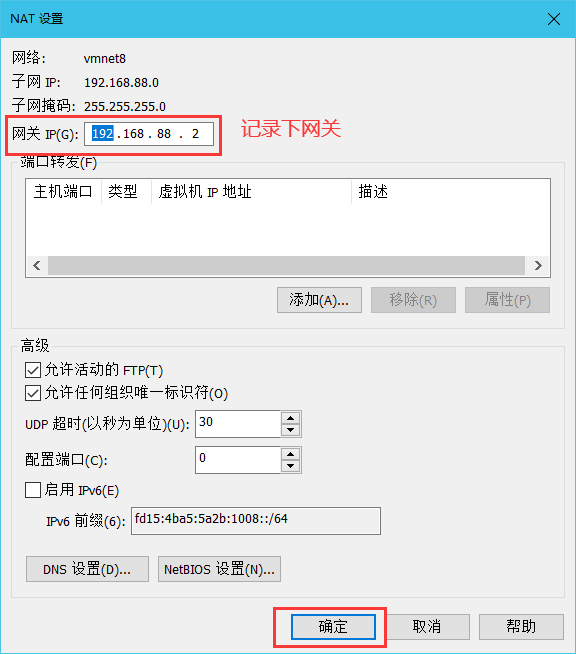 NAT 设置
网络: vmnet8
子网 IP: 192.168.88.0
子网掩码: 255.255.255.0
网关 IP(G): 192.168.88.2 记录下网关
端口转发(F)
主机端口 类型 虚拟机 IP 地址 描述
添加(A)... 移除(R) 属性(P)
高级
允许活动的 FTP(T)
允许任何组织唯一标识符(O)
UDP 超时(以秒为单位)(U): 30
配置端口(C): 0
启用 IPv6(E)
IPv6 前缀(6): fd15:4ba5:5a2b:1008::/64
DNS 设置(D)... NetBIOS 设置(N)...
确定 取消 帮助